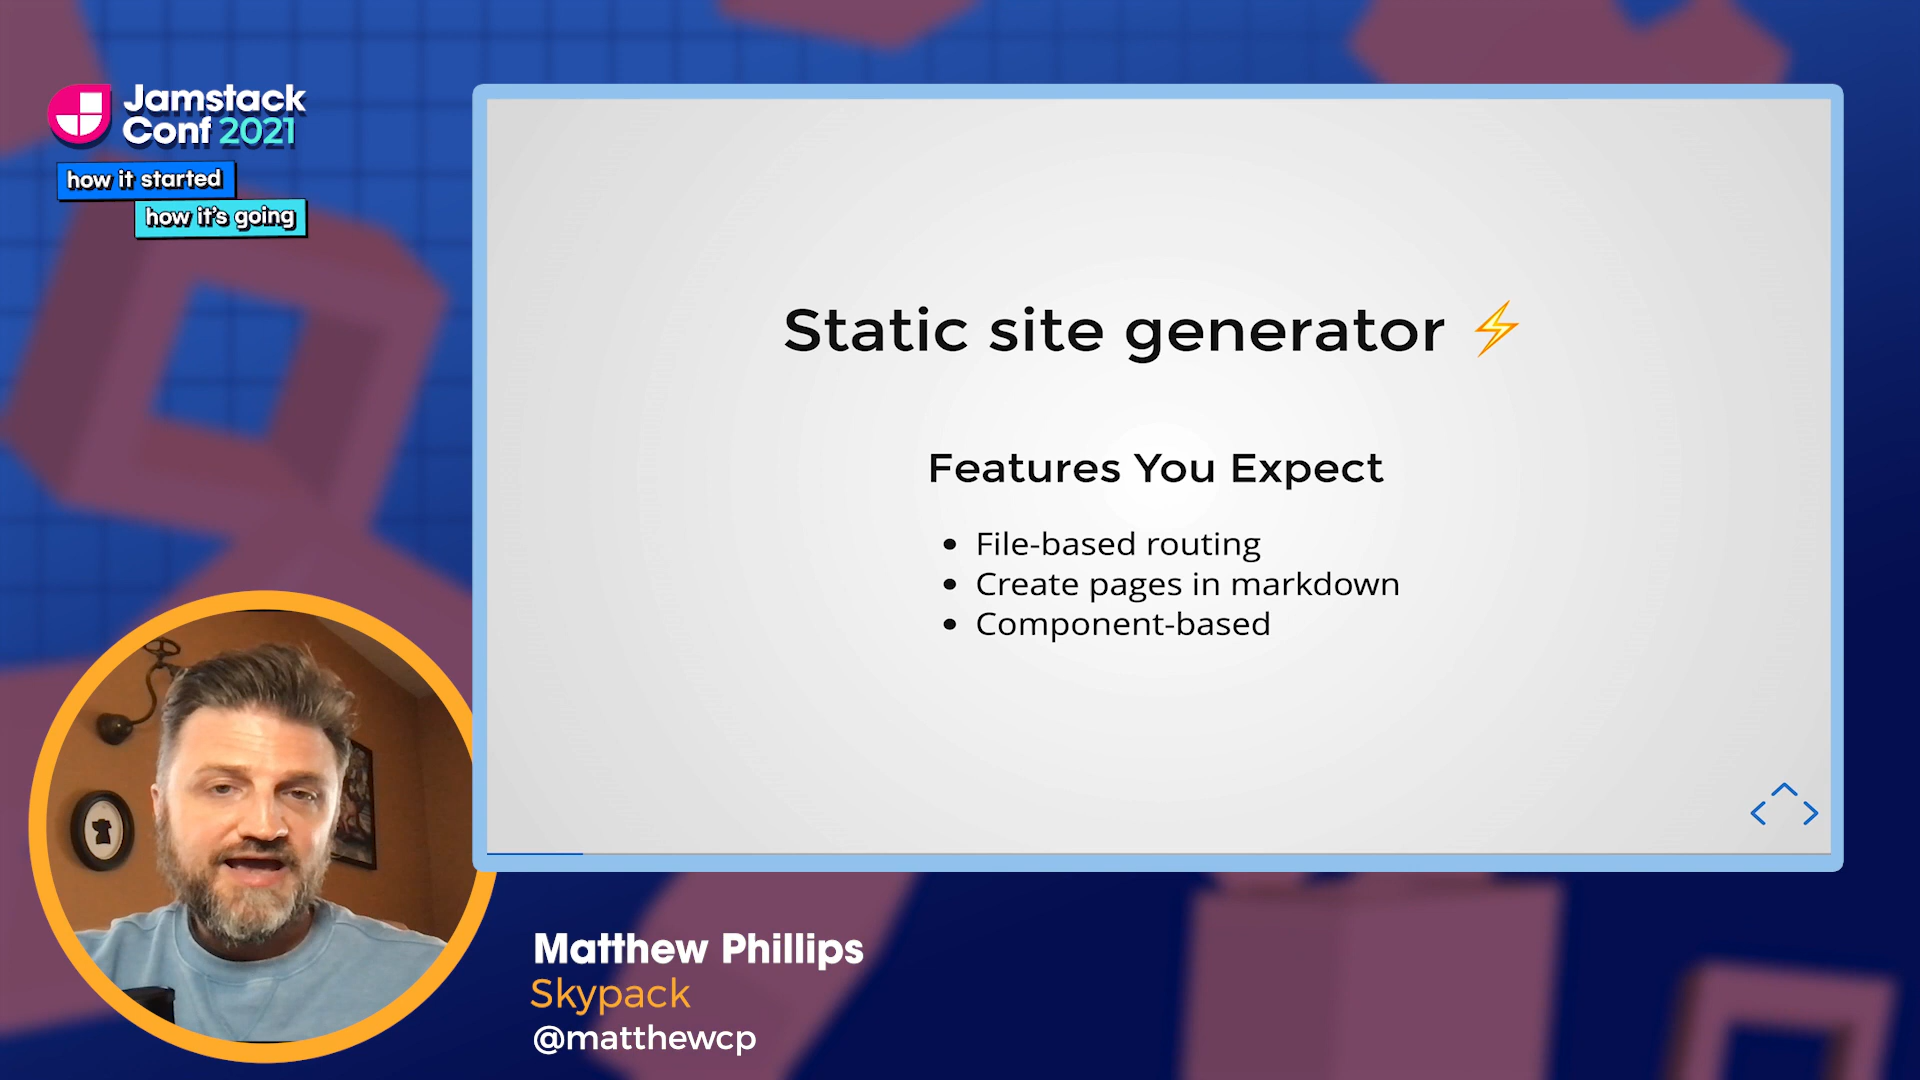 Jamstack
Conf 2021
how it started
how it's going
Static site generator ⚡
Features You Expect
• File-based routing
• Create pages in markdown
• Component-based
Matthew Phillips
Skypack
@matthewcp